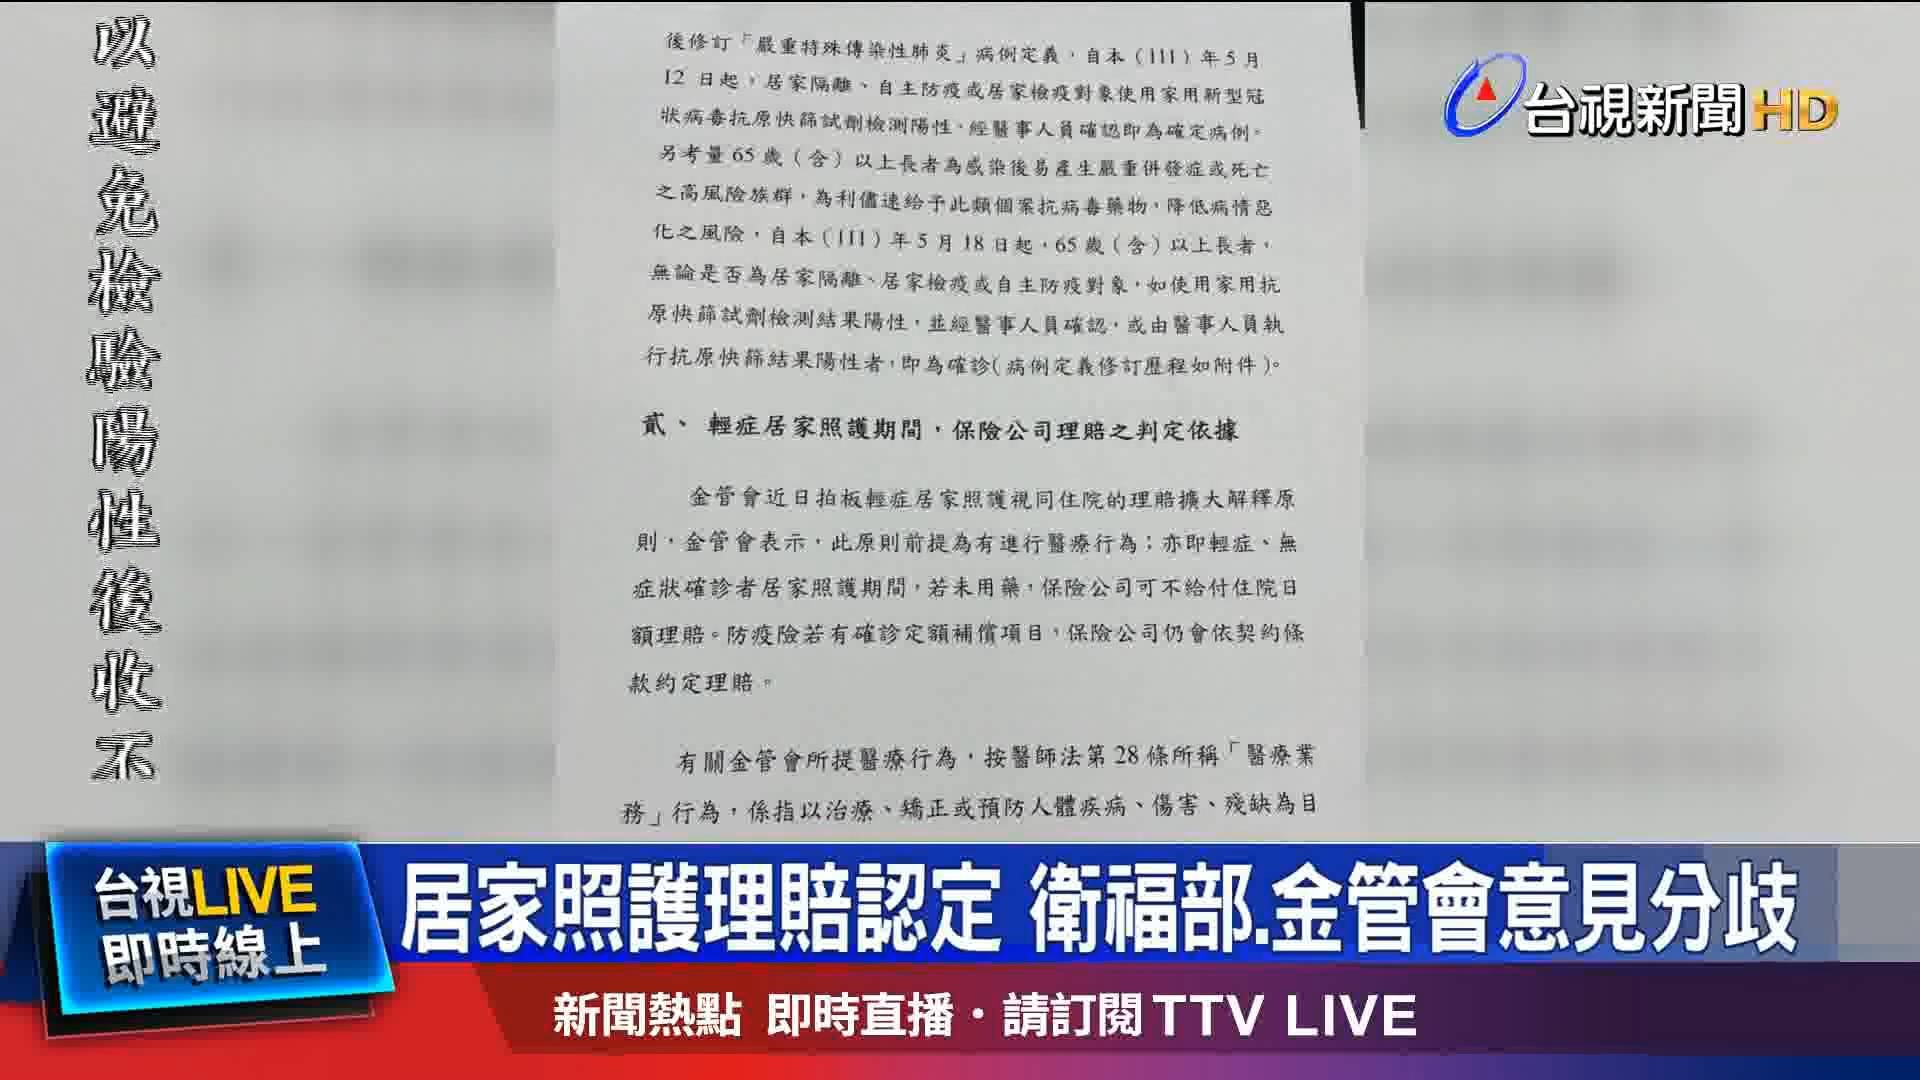 以避免檢驗陽性後收不
後修訂「嚴重特殊傳染性肺炎」病例定義，自本（111）年5月
12 日起，居家隔離、自主防疫或居家檢疫對象使用家用新型冠
狀病毒抗原快篩試劑檢測陽性，經醫事人員確認即為確定病例。
另考量65歲（含）以上長者為感染後易產生嚴重併發症或死亡
之高風險族群，為利儘速給予此類個案抗病毒藥物，降低病情惡
化之風險，自本（111）年5月18日起，65歲（含）以上長者，
無論是否為居家隔離、居家檢疫或自主防疫對象，如使用家用抗
原快篩試劑檢測結果陽性，並經醫事人員確認，或由醫事人員執
行抗原快篩結果陽性者，即為確診（病例定義修訂歷程如附件）。
貳、 輕症居家照護期間，保險公司理賠之判定依據
金管會近日拍板輕症居家照護視同住院的理賠擴大解釋原
則，金管會表示，此原則前提為有進行醫療行為；亦即輕症、無
症狀確診者居家照護期間，若未用藥，保險公司可不給付住院日
額理賠。防疫險若有確診定額補償項目，保險公司仍會依契約條
款約定理賠。
有關金管會所提醫療行為，按醫師法第28條所稱「醫療業
務」行為，係指以治療、矯正或預防人體疾病、傷害、殘缺為目
台視新聞HD
台視LIVE
即時線上
居家照護理賠認定 衛福部.金管會意見分歧
新聞熱點 即時直播・請訂閱TTV LIVE